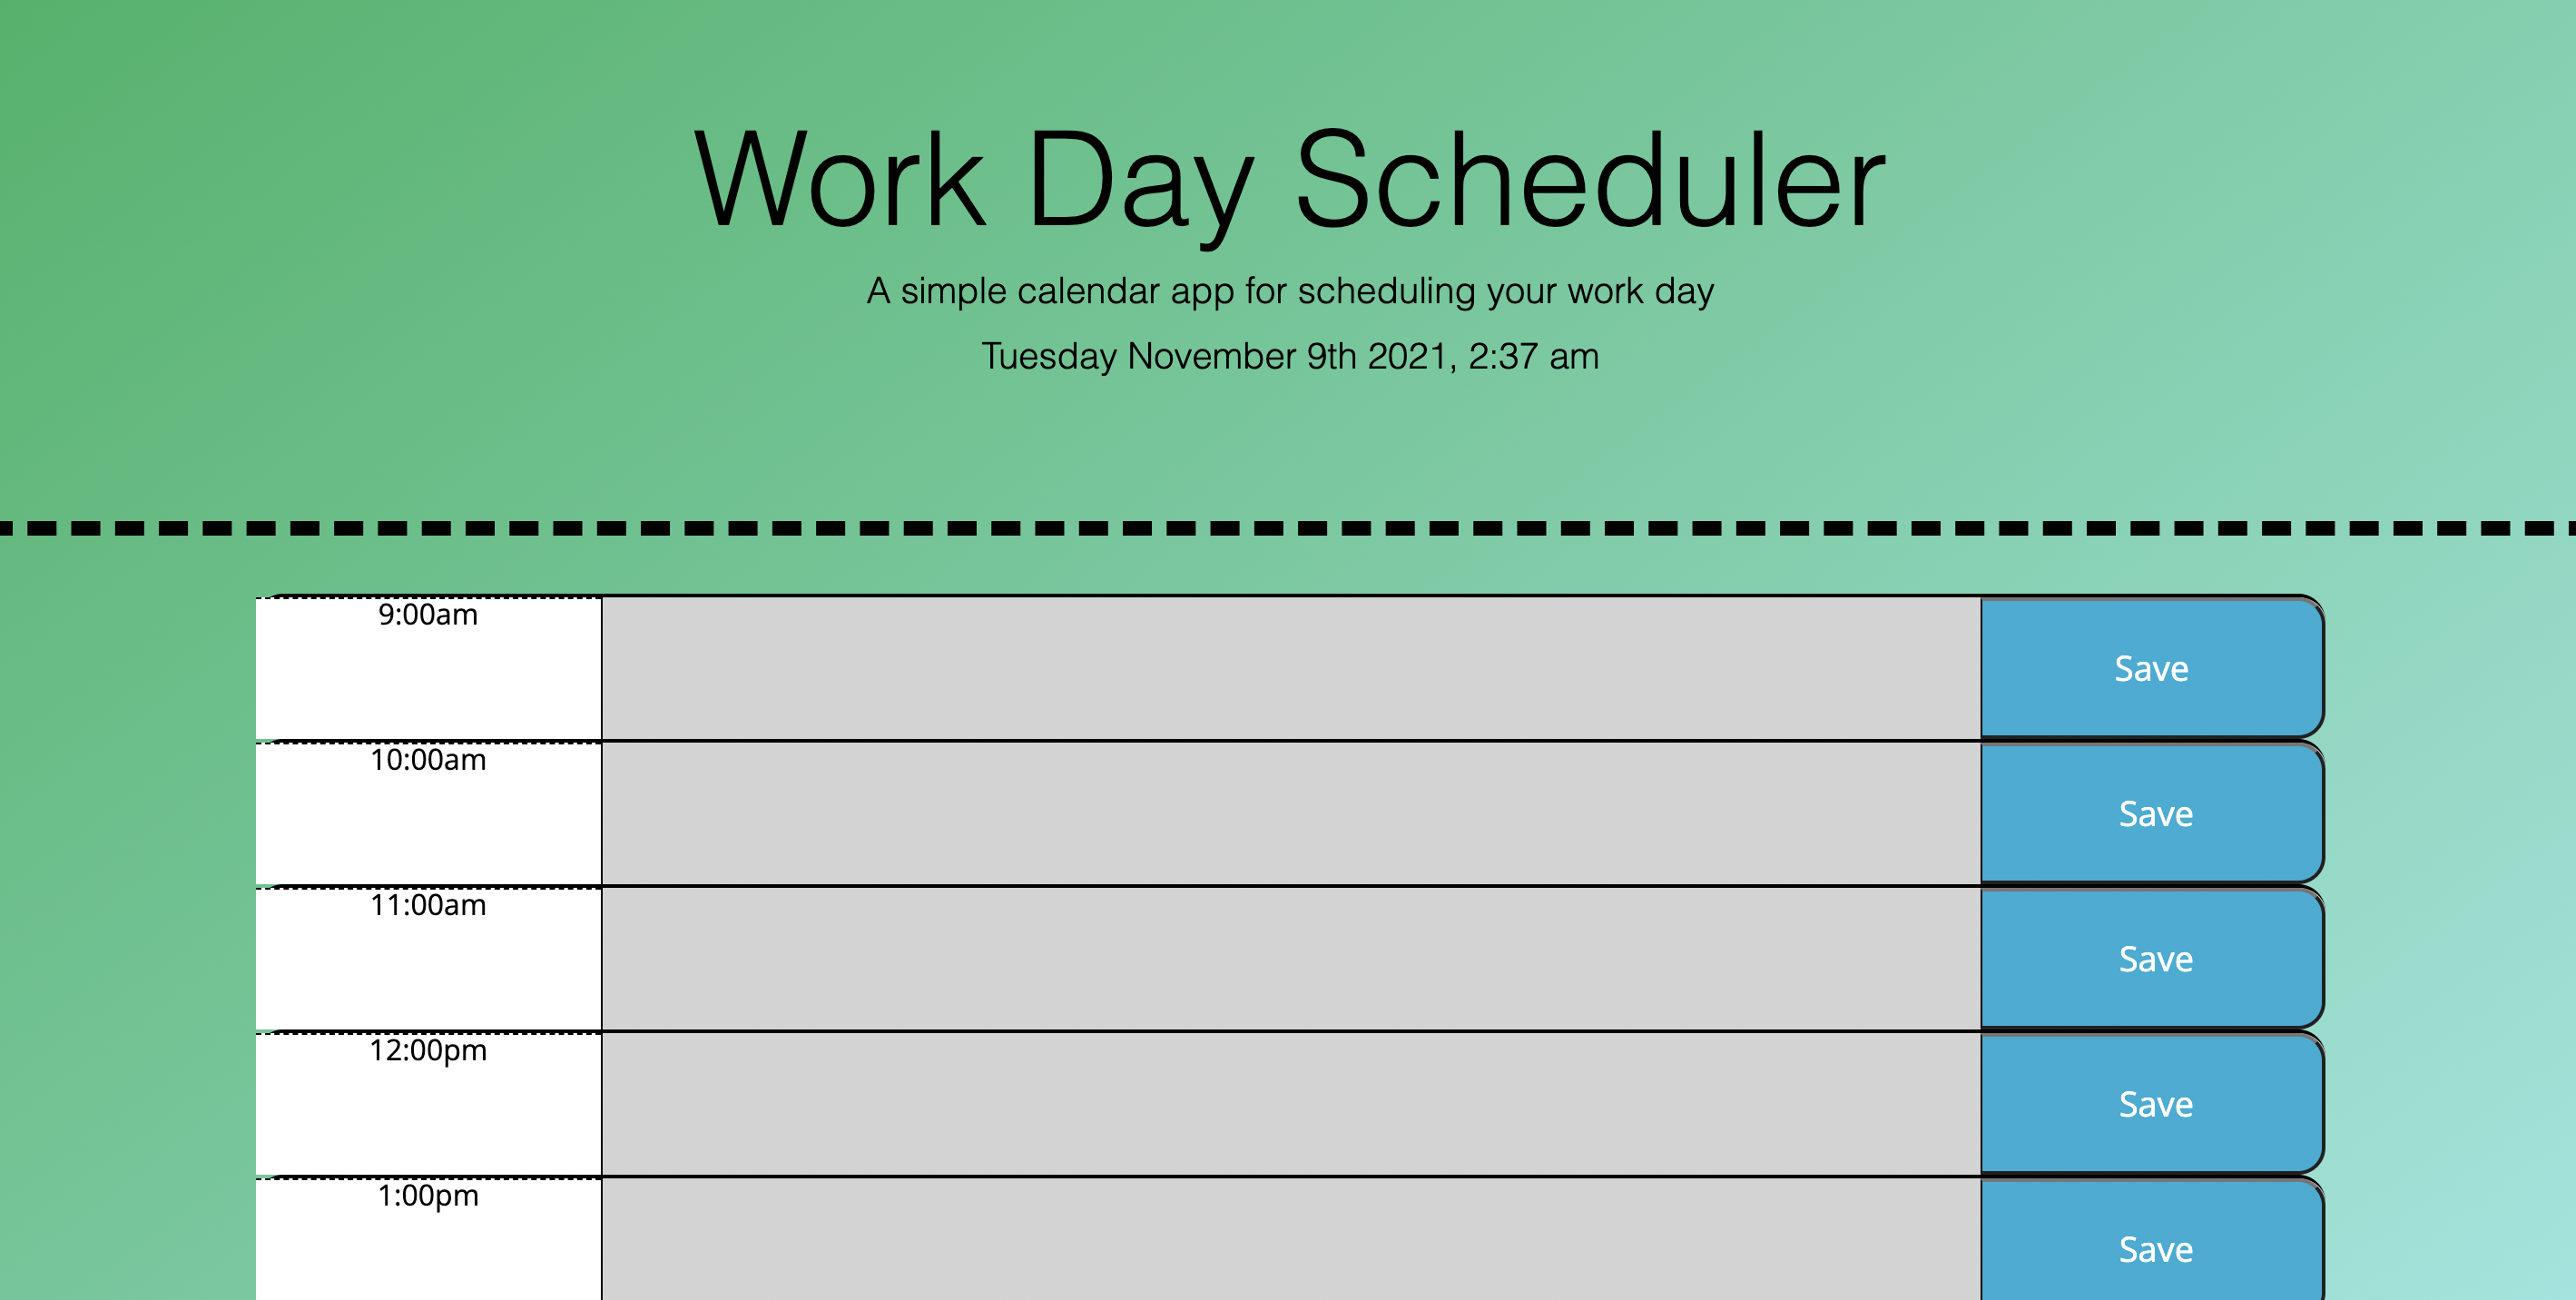 Work Day Scheduler
A simple calendar app for scheduling your work day
Tuesday November 9th 2021, 2:37 am
9:00am
Save
10:00am
Save
11:00am
Save
12:00pm
Save
1:00pm
Save